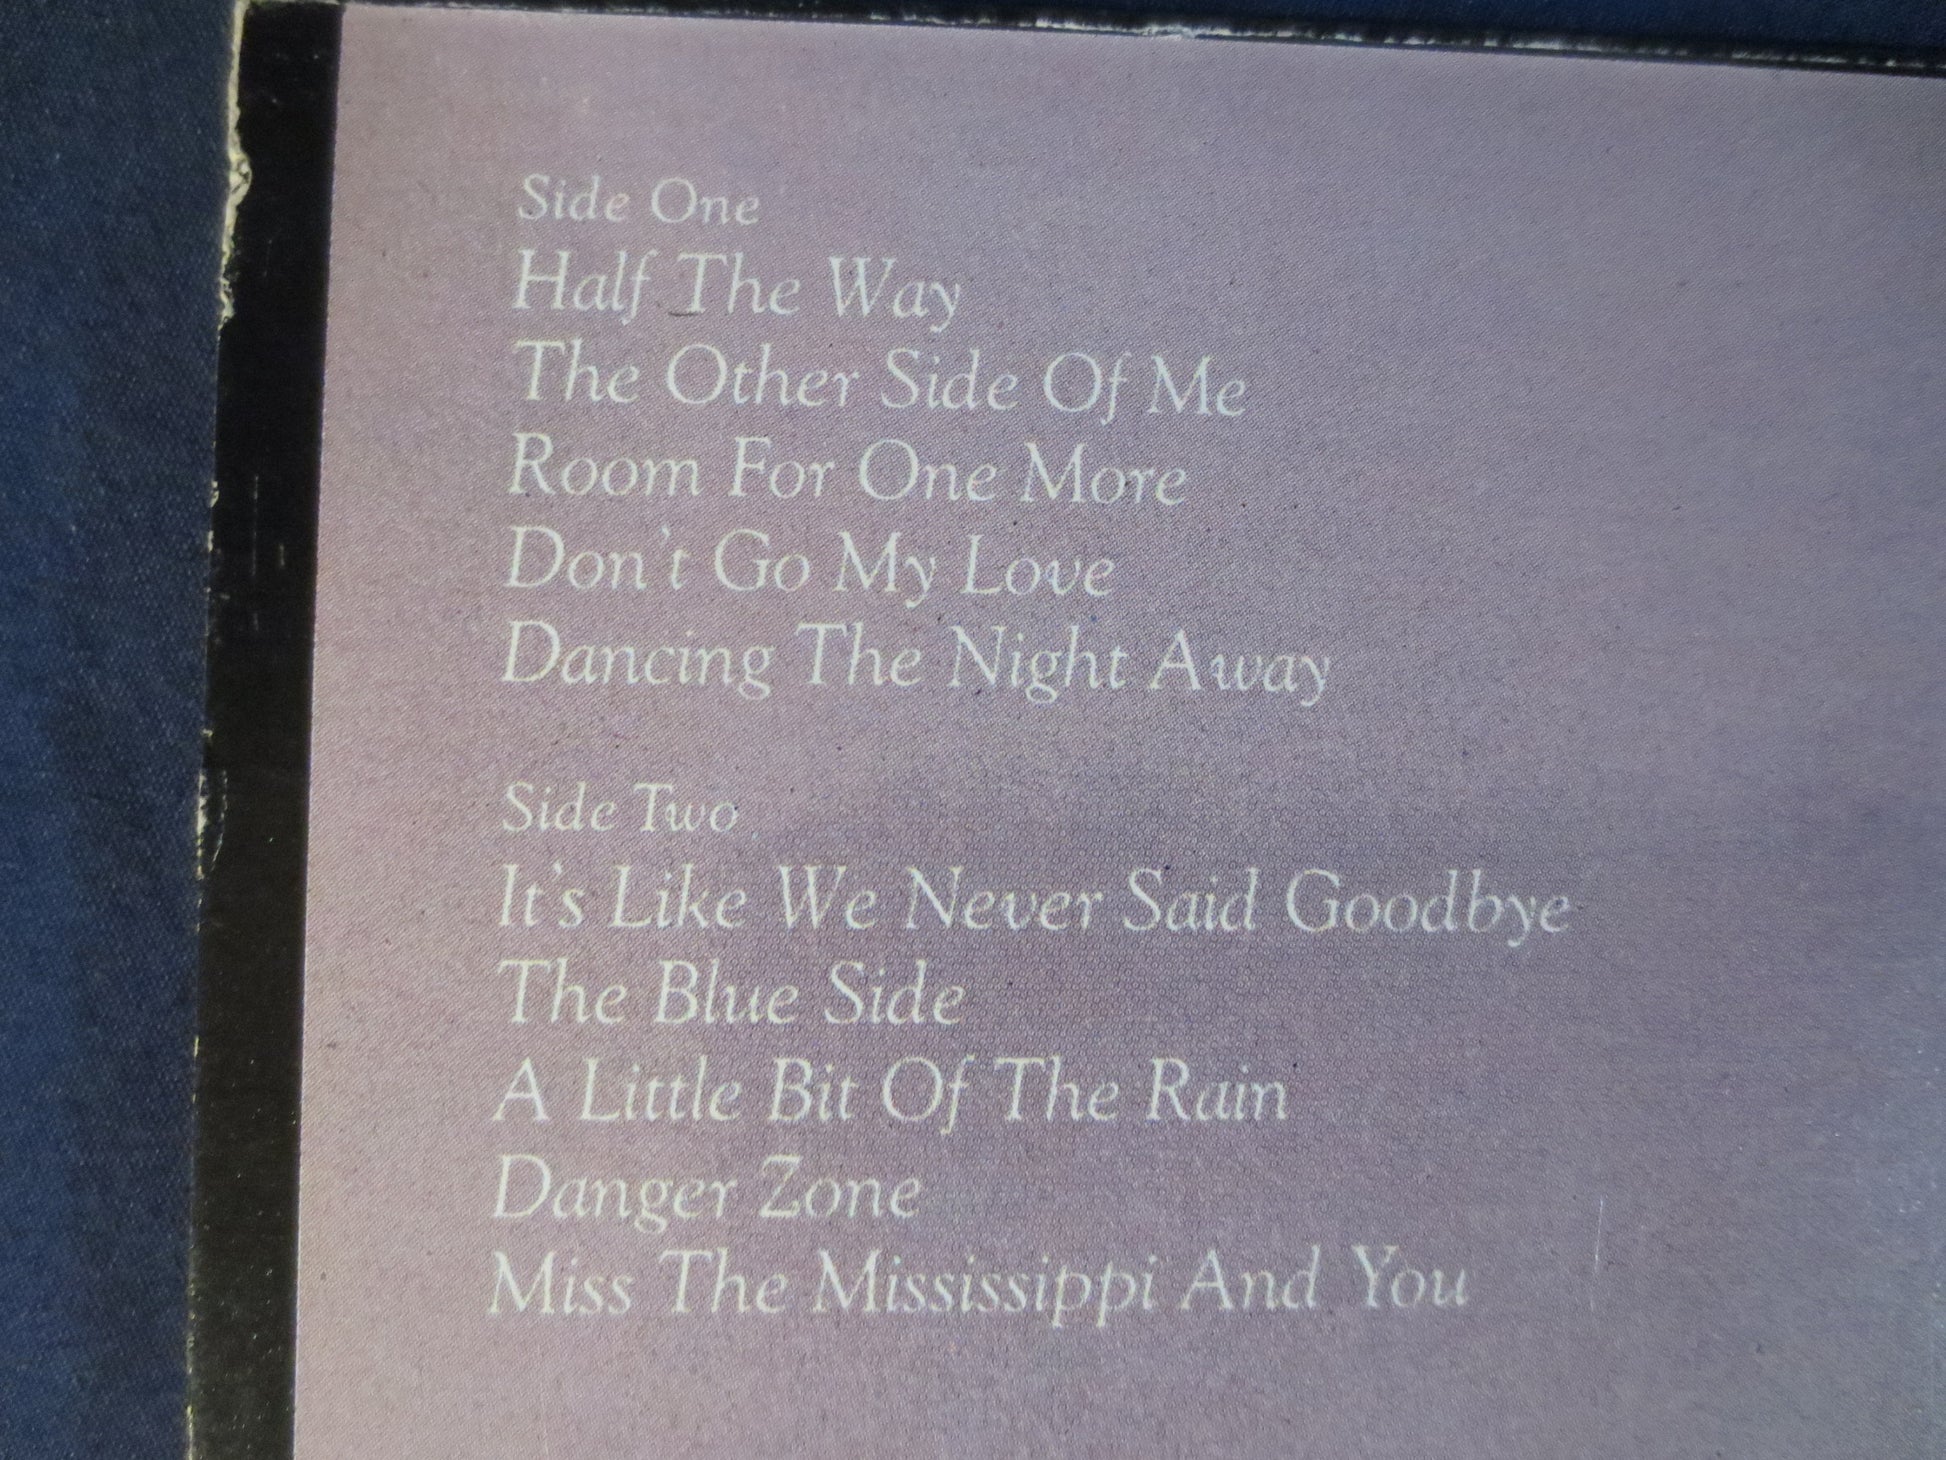 Side One
Half The Way
The Other Side Of Me
Room For One More
Don't Go My Love
Dancing The Night Away
Side Two
It's Like We Never Said Goodbye
The Blue Side
A Little Bit Of The Rain
Danger Zone
Miss The Mississippi And You